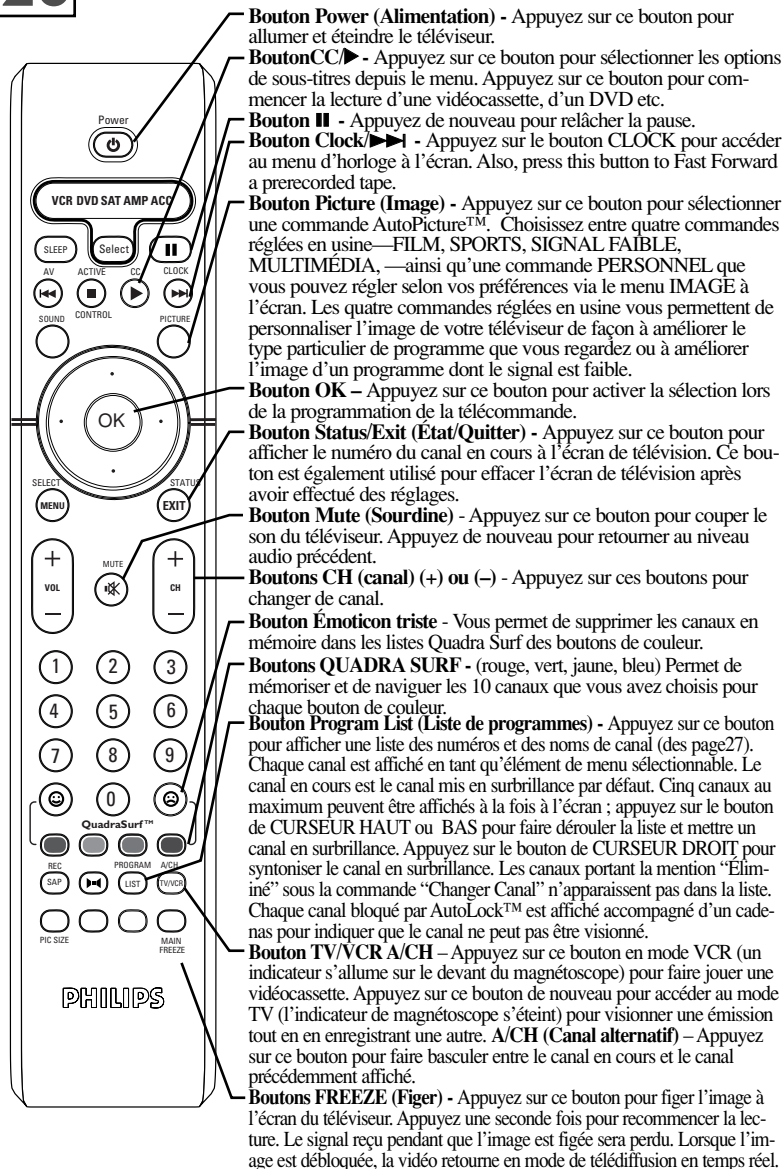 Power
VCR DVD SAT AMP ACC
SLEEP
Select
AV
ACTIVE
CC
CLOCK
CONTROL
SOUND
PICTURE
OK
SELECT
STATUS
MENU
EXIT
MUTE
+
+
VOL
CH
–
–
1
2
3
4
5
6
7
8
9
0
QuadraSurf™
REC
PROGRAM
A/CH
SAP
LIST
TV/VCR
PIC SIZE
MAIN
FREEZE
PHILIPS
Bouton Power (Alimentation) - Appuyez sur ce bouton pour
allumer et éteindre le téléviseur.
BoutonCC/▶ - Appuyez sur ce bouton pour sélectionner les options
de sous-titres depuis le menu. Appuyez sur ce bouton pour com-
mencer la lecture d’une vidéocassette, d’un DVD etc.
Bouton ❚❚ - Appuyez de nouveau pour relâcher la pause.
Bouton Clock/▶▶| - Appuyez sur le bouton CLOCK pour accéder
au menu d’horloge à l’écran. Also, press this button to Fast Forward
a prerecorded tape.
Bouton Picture (Image) - Appuyez sur ce bouton pour sélectionner
une commande AutoPicture™. Choisissez entre quatre commandes
réglées en usine—FILM, SPORTS, SIGNAL FAIBLE,
MULTIMÉDIA, —ainsi qu’une commande PERSONNEL que
vous pouvez régler selon vos préférences via le menu IMAGE à
l’écran. Les quatre commandes réglées en usine vous permettent de
personnaliser l’image de votre téléviseur de façon à améliorer le
type particulier de programme que vous regardez ou à améliorer
l’image d’un programme dont le signal est faible.
Bouton OK – Appuyez sur ce bouton pour activer la sélection lors
de la programmation de la télécommande.
Bouton Status/Exit (État/Quitter) - Appuyez sur ce bouton pour
afficher le numéro du canal en cours à l’écran de télévision. Ce bou-
ton est également utilisé pour effacer l’écran de télévision après
avoir effectué des réglages.
Bouton Mute (Sourdine) - Appuyez sur ce bouton pour couper le
son du téléviseur. Appuyez de nouveau pour retourner au niveau
audio précédent.
Boutons CH (canal) (+) ou (–) - Appuyez sur ces boutons pour
changer de canal.
Bouton Émoticon triste - Vous permet de supprimer les canaux en
mémoire dans les listes Quadra Surf des boutons de couleur.
Boutons QUADRA SURF - (rouge, vert, jaune, bleu) Permet de
mémoriser et de naviguer les 10 canaux que vous avez choisis pour
chaque bouton de couleur.
Bouton Program List (Liste de programmes) - Appuyez sur ce bouton
pour afficher une liste des numéros et des noms de canal (des page27).
Chaque canal est affiché en tant qu’élément de menu sélectionnable. Le
canal en cours est le canal mis en surbrillance par défaut. Cinq canaux au
maximum peuvent être affichés à la fois à l’écran ; appuyez sur le bouton
de CURSEUR HAUT ou BAS pour faire dérouler la liste et mettre un
canal en surbrillance. Appuyez sur le bouton de CURSEUR DROIT pour
syntoniser le canal en surbrillance. Les canaux portant la mention “Élim-
iné” sous la commande “Changer Canal” n’apparaissent pas dans la liste.
Chaque canal bloqué par AutoLock™ est affiché accompagné d’un cade-
nas pour indiquer que le canal ne peut pas être visionné.
Bouton TV/VCR A/CH – Appuyez sur ce bouton en mode VCR (un
indicateur s’allume sur le devant du magnétoscope) pour faire jouer une
vidéocassette. Appuyez sur ce bouton de nouveau pour accéder au mode
TV (l’indicateur de magnétoscope s’éteint) pour visionner une émission
tout en en enregistrant une autre. A/CH (Canal alternatif) – Appuyez
sur ce bouton pour faire basculer entre le canal en cours et le canal
précédemment affiché.
Boutons FREEZE (Figer) - Appuyez sur ce bouton pour figer l’image à
l’écran du téléviseur. Appuyez une seconde fois pour recommencer la lec-
ture. Le signal reçu pendant que l’image est figée sera perdu. Lorsque l’im-
age est débloquée, la vidéo retourne en mode de télédiffusion en temps réel.